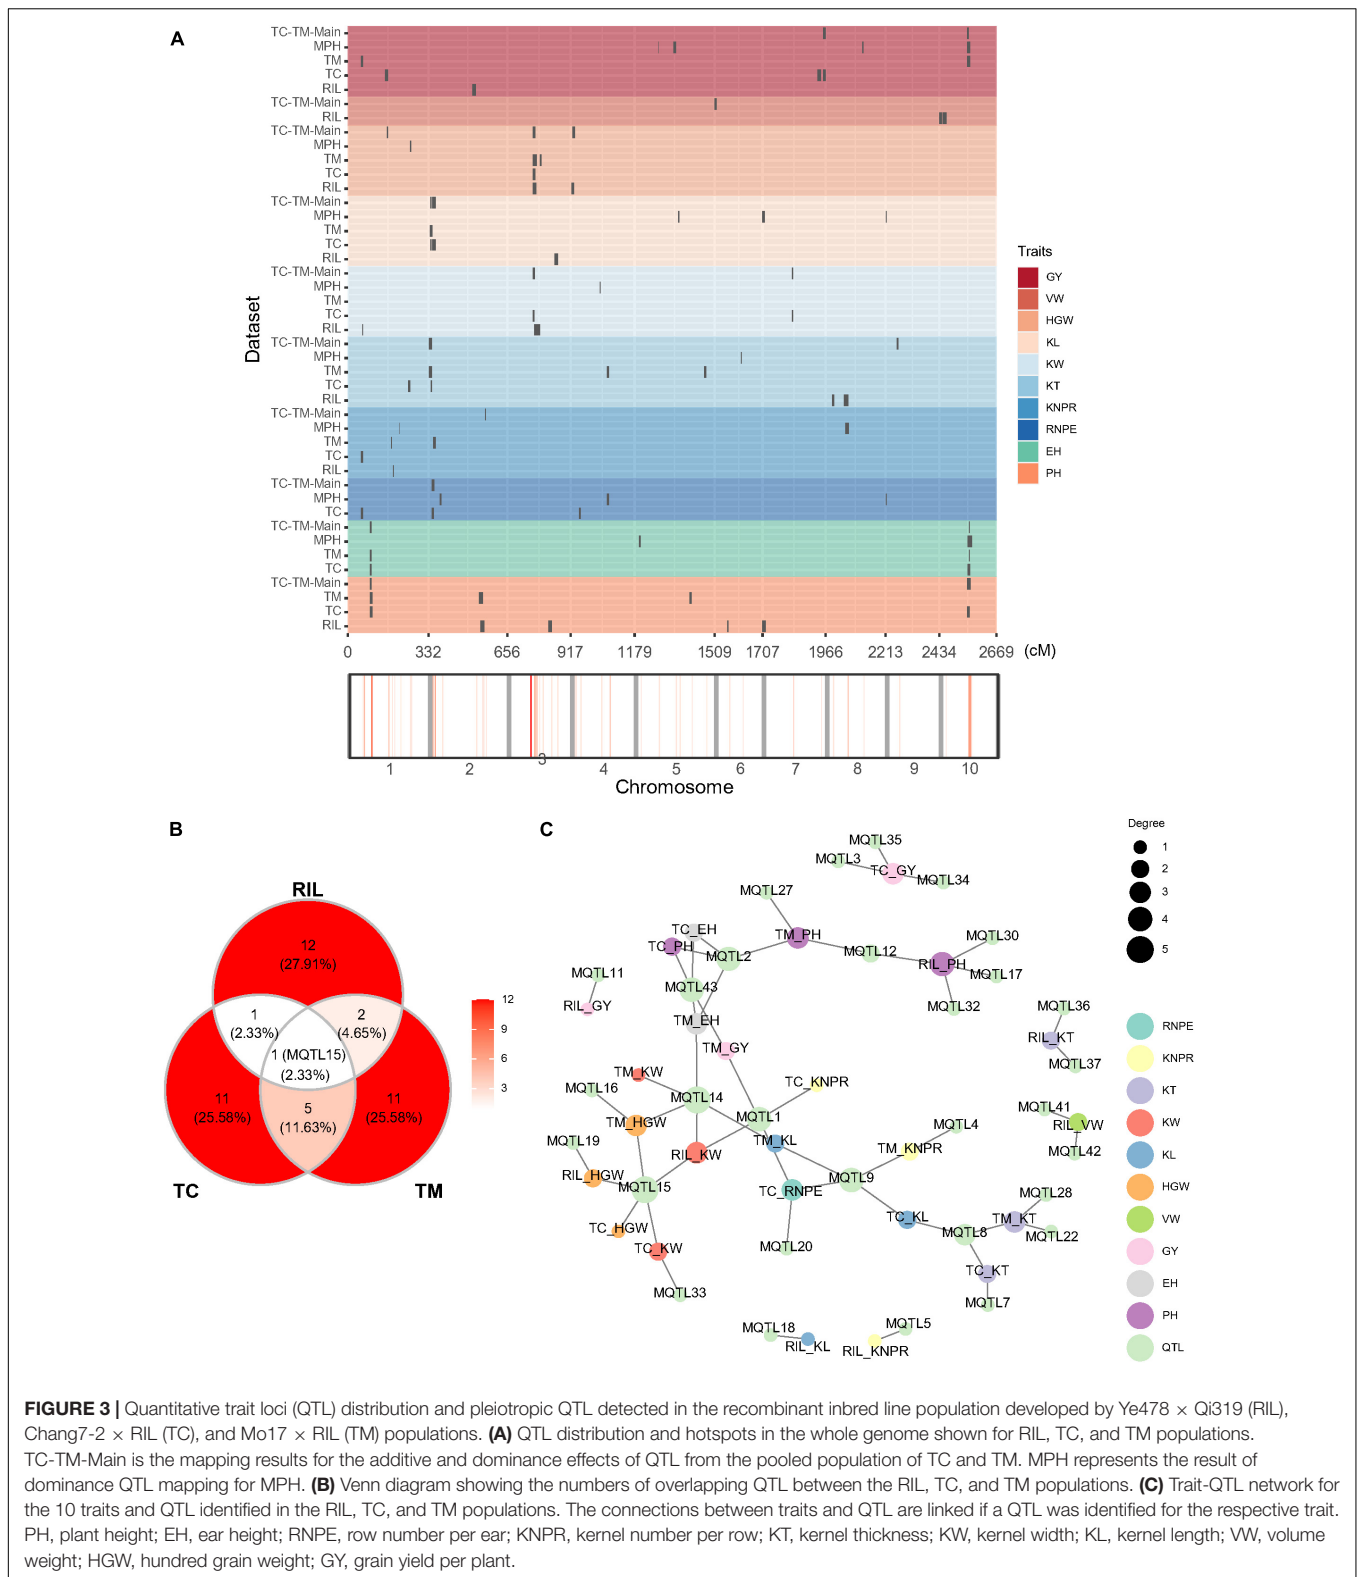 A
TC-TM-Main
MPH
TM
TC
RIL
TC-TM-Main
RIL
TC-TM-Main
MPH
TM
TC
RIL
TC-TM-Main
MPH
TM
TC
RIL
TC-TM-Main
MPH
TM
TC
RIL
TC-TM-Main
MPH
TM
TC
RIL
TC-TM-Main
MPH
TM
TC
RIL
TC-TM-Main
MPH
TC
TC-TM-Main
MPH
TM
TC
TC-TM-Main
TM
TC
RIL
Dataset
0 332 656 917 1179 1509 1707 1966 2213 2434 2669 (cM)
Traits
GY
VW
HGW
KL
KW
KT
KNPR
RNPE
EH
PH
1 2 3 4 5 6 7 8 9 10
Chromosome
B
RIL
12
(27.91%)
1
(2.33%)
2
(4.65%)
1 (MQTL15)
(2.33%)
11
(25.58%)
5
(11.63%)
11
(25.58%)
TC
TM
12
9
6
3
C
MQTL35
MQTL3
TC_GY
MQTL34
MQTL27
TC_EH
TC_PH
MQTL2
TM_PH
MQTL12
MQTL30
RIL_PH
MQTL17
MQTL32
MQTL11
RIL_GY
MQTL43
TM_EH
TM_GY
MQTL36
RIL_KT
MQTL37
TM_KW
MQTL16
MQTL14
TC_KNPR
MQTL1
TM_HGW
MQTL19
RIL_KW
TM_KL
TM_KNPR
MQTL4
MQTL41
RIL_VW
MQTL42
RIL_HGW
MQTL15
TC_RNPE
MQTL9
MQTL28
TC_HGW
TC_KW
MQTL20
TC_KL
MQTL8
TM_KT
MQTL22
TC_KT
MQTL7
MQTL33
MQTL18
RIL_KL
MQTL5
RIL_KNPR
Degree
1
2
3
4
5
RNPE
KNPR
KT
KW
KL
HGW
VW
GY
EH
PH
QTL
FIGURE 3 | Quantitative trait loci (QTL) distribution and pleiotropic QTL detected in the recombinant inbred line population developed by Ye478 × Qi319 (RIL),
Chang7-2 × RIL (TC), and Mo17 × RIL (TM) populations. (A) QTL distribution and hotspots in the whole genome shown for RIL, TC, and TM populations.
TC-TM-Main is the mapping results for the additive and dominance effects of QTL from the pooled population of TC and TM. MPH represents the result of
dominance QTL mapping for MPH. (B) Venn diagram showing the numbers of overlapping QTL between the RIL, TC, and TM populations. (C) Trait-QTL network for
the 10 traits and QTL identified in the RIL, TC, and TM populations. The connections between traits and QTL are linked if a QTL was identified for the respective trait.
PH, plant height; EH, ear height; RNPE, row number per ear; KNPR, kernel number per row; KT, kernel thickness; KW, kernel width; KL, kernel length; VW, volume
weight; HGW, hundred grain weight; GY, grain yield per plant.